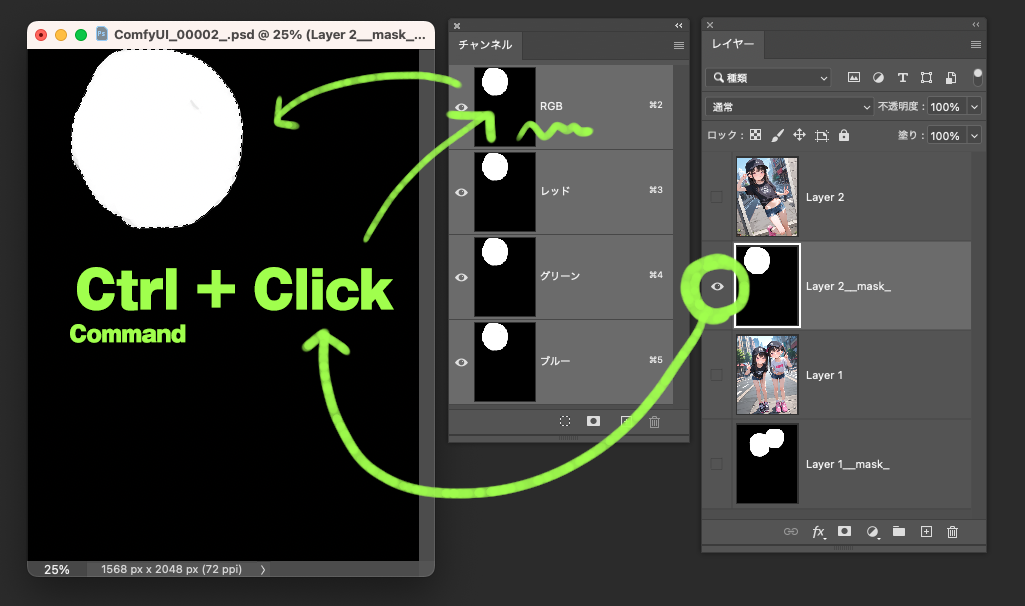 ComfyUI_00002_.psd @ 25% (Layer 2__mask_...
Ctrl + Click
Command
25%
1568 px x 2048 px (72 ppi)
チャンネル
RGB
⌘2
レッド
⌘3
グリーン
⌘4
ブルー
⌘5
レイヤー
種類
通常
不透明度 : 100%
ロック :
塗り : 100%
Layer 2
Layer 2__mask_
Layer 1
Layer 1__mask_
fx